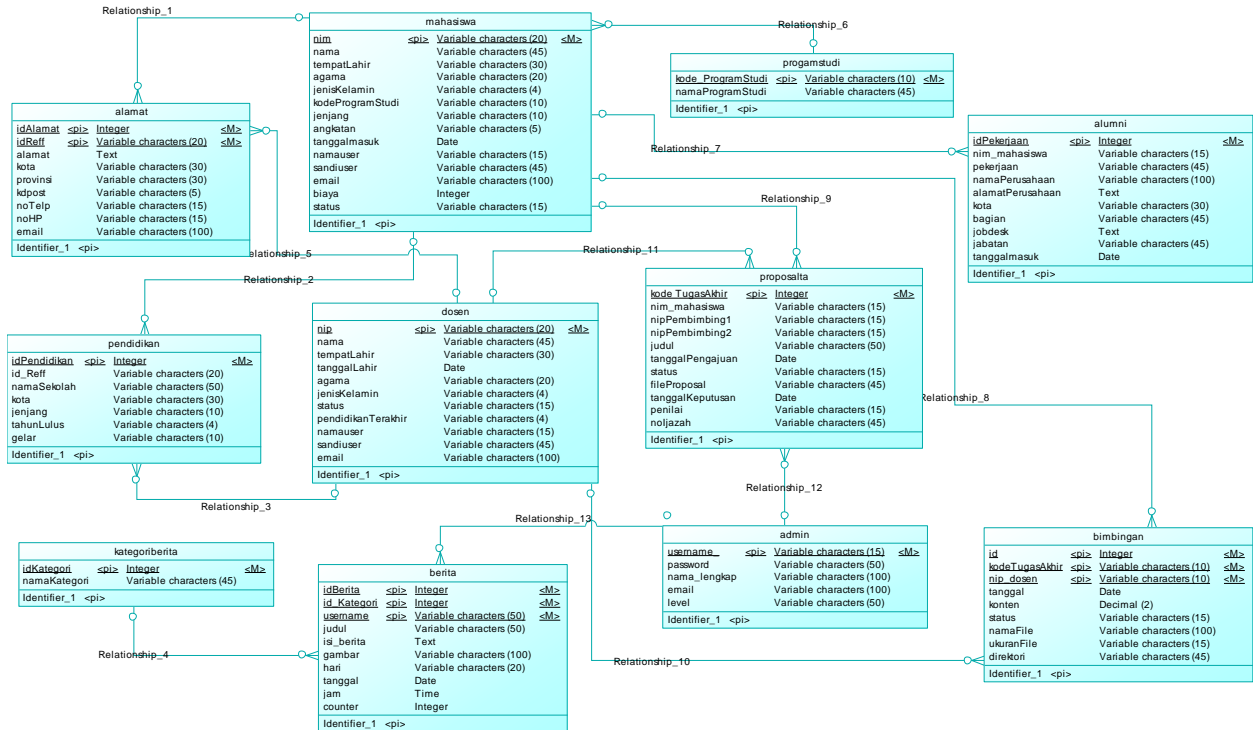 Relationship_1
mahasiswa
nim <pi> Variable characters (20) <M>
nama Variable characters (45)
tempatLahir Variable characters (30)
agama Variable characters (20)
jenisKelamin Variable characters (4)
kodeProgramStudi Variable characters (10)
jenjang Variable characters (10)
angkatan Variable characters (5)
tanggalmasuk Date
namauser Variable characters (15)
sandiuser Variable characters (45)
email Variable characters (100)
biaya Integer
status Variable characters (15)
Identifier_1 <pi>
Relationship_6
progamstudi
kode_ProgramStudi <pi> Variable characters (10) <M>
namaProgramStudi Variable characters (45)
Identifier_1 <pi>
alamat
idAlamat <pi> Integer <M>
idReff <pi> Variable characters (20) <M>
alamat Text
kota Variable characters (30)
provinsi Variable characters (30)
kdpost Variable characters (5)
noTelp Variable characters (15)
noHP Variable characters (15)
email Variable characters (100)
Identifier_1 <pi>
Relationship_7
alumni
idPekerjaan <pi> Integer <M>
nim_mahasiswa Variable characters (15)
pekerjaan Variable characters (45)
namaPerusahaan Variable characters (100)
alamatPerusahaan Text
kota Variable characters (30)
bagian Variable characters (45)
jobdesk Text
jabatan Variable characters (45)
tanggalmasuk Date
Identifier_1 <pi>
Relationship_9
elationship_5
Relationship_11
Relationship_2
proposalta
kode TugasAkhir <pi> Integer <M>
nim_mahasiswa Variable characters (15)
nipPembimbing1 Variable characters (15)
nipPembimbing2 Variable characters (15)
judul Variable characters (50)
tanggalPengajuan Date
status Variable characters (15)
fileProposal Variable characters (45)
tanggalKeputusan Date
penilai Variable characters (15)
noIjazah Variable characters (45)
Identifier_1 <pi>
dosen
nip <pi> Variable characters (20) <M>
nama Variable characters (45)
tempatLahir Variable characters (30)
tanggalLahir Date
agama Variable characters (20)
jenisKelamin Variable characters (4)
status Variable characters (15)
pendidikanTerakhir Variable characters (4)
namauser Variable characters (15)
sandiuser Variable characters (45)
email Variable characters (100)
Identifier_1 <pi>
pendidikan
idPendidikan <pi> Integer <M>
id_Reff Variable characters (20)
namaSekolah Variable characters (50)
kota Variable characters (30)
jenjang Variable characters (10)
tahunLulus Variable characters (4)
gelar Variable characters (10)
Identifier_1 <pi>
elationship_8
Relationship_12
Relationship_3
Relationship_13
kategoriberita
idKategori <pi> Integer <M>
namaKategori Variable characters (45)
Identifier_1 <pi>
Relationship_4
berita
idBerita <pi> Integer <M>
id_Kategori <pi> Integer <M>
username <pi> Variable characters (50) <M>
judul Variable characters (50)
isi_berita Text
gambar Variable characters (100)
hari Variable characters (20)
tanggal Date
jam Time
counter Integer
Identifier_1 <pi>
admin
username_ <pi> Variable characters (15) <M>
password Variable characters (50)
nama_lengkap Variable characters (100)
email Variable characters (100)
level Variable characters (50)
Identifier_1 <pi>
Relationship_10
bimbingan
id <pi> Integer <M>
kodeTugasAkhir <pi> Variable characters (10) <M>
nip_dosen <pi> Variable characters (10) <M>
tanggal Date
konten Decimal (2)
status Variable characters (15)
namaFile Variable characters (100)
ukuranFile Variable characters (15)
direktori Variable characters (45)
Identifier_1 <pi>